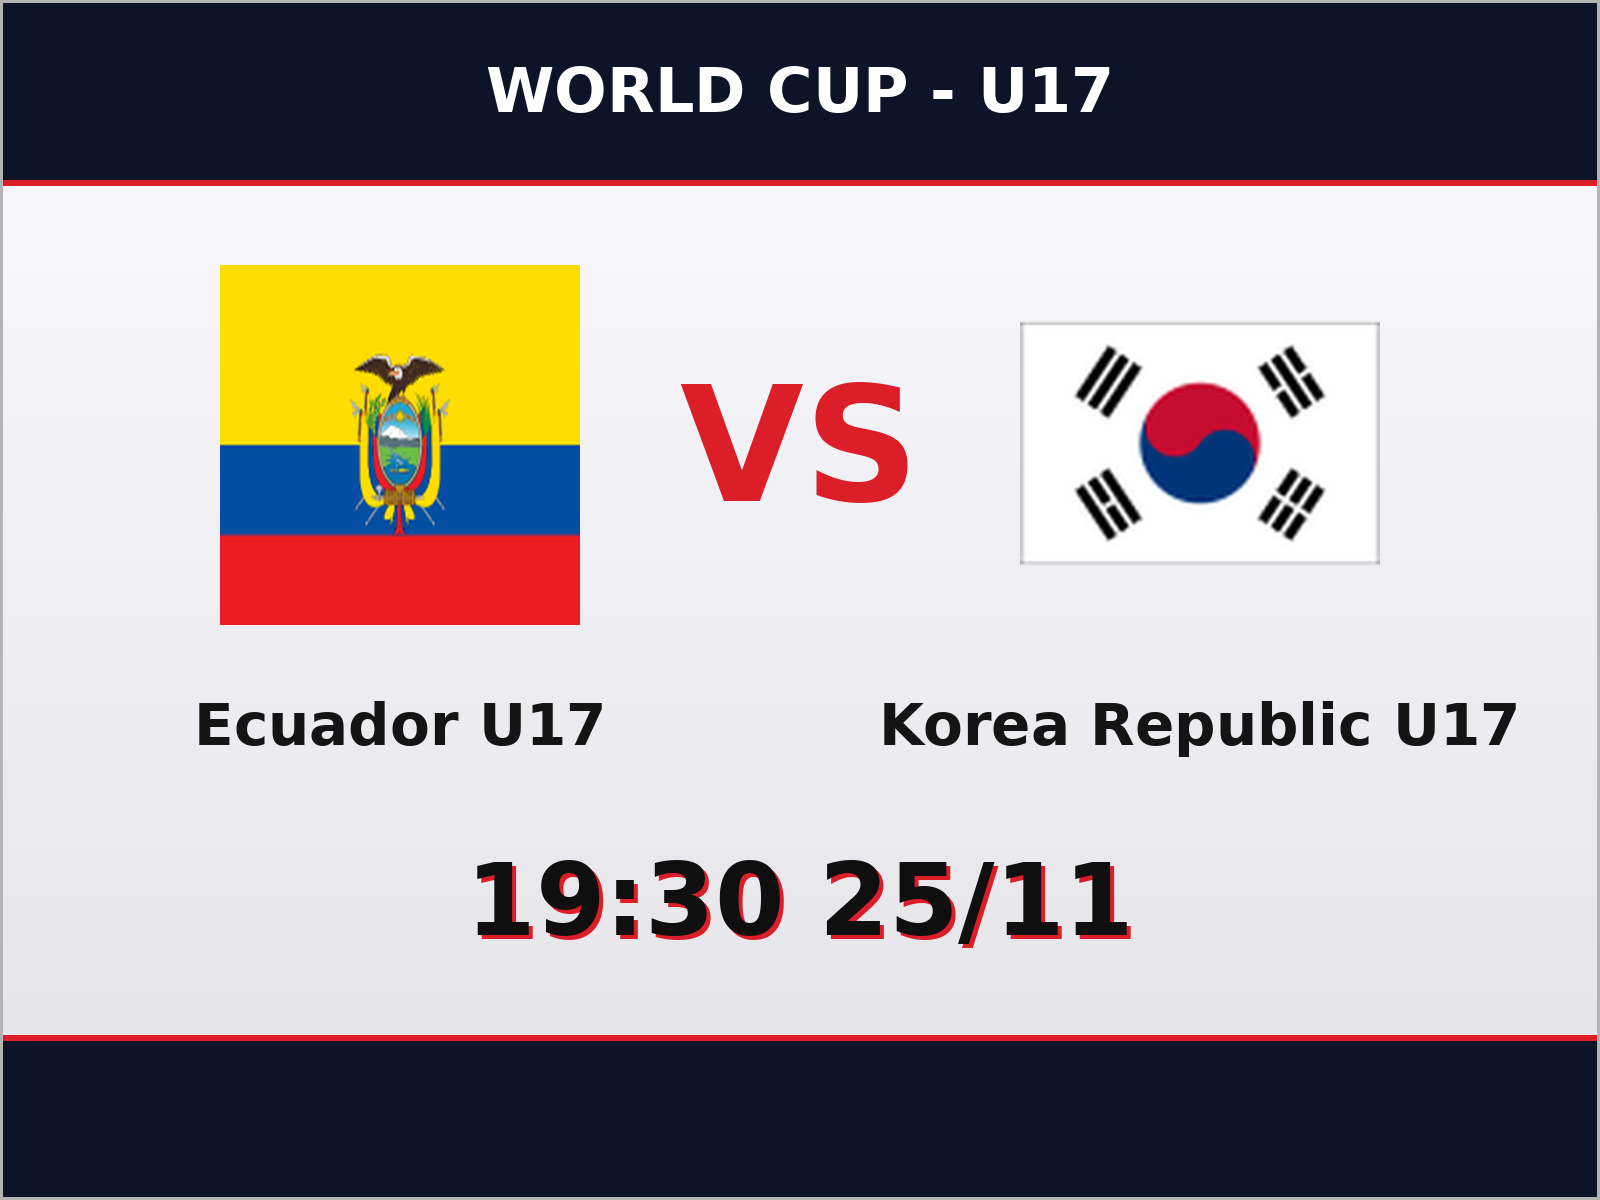 WORLD CUP - U17
VS
Ecuador U17
Korea Republic U17
19:30 25/11